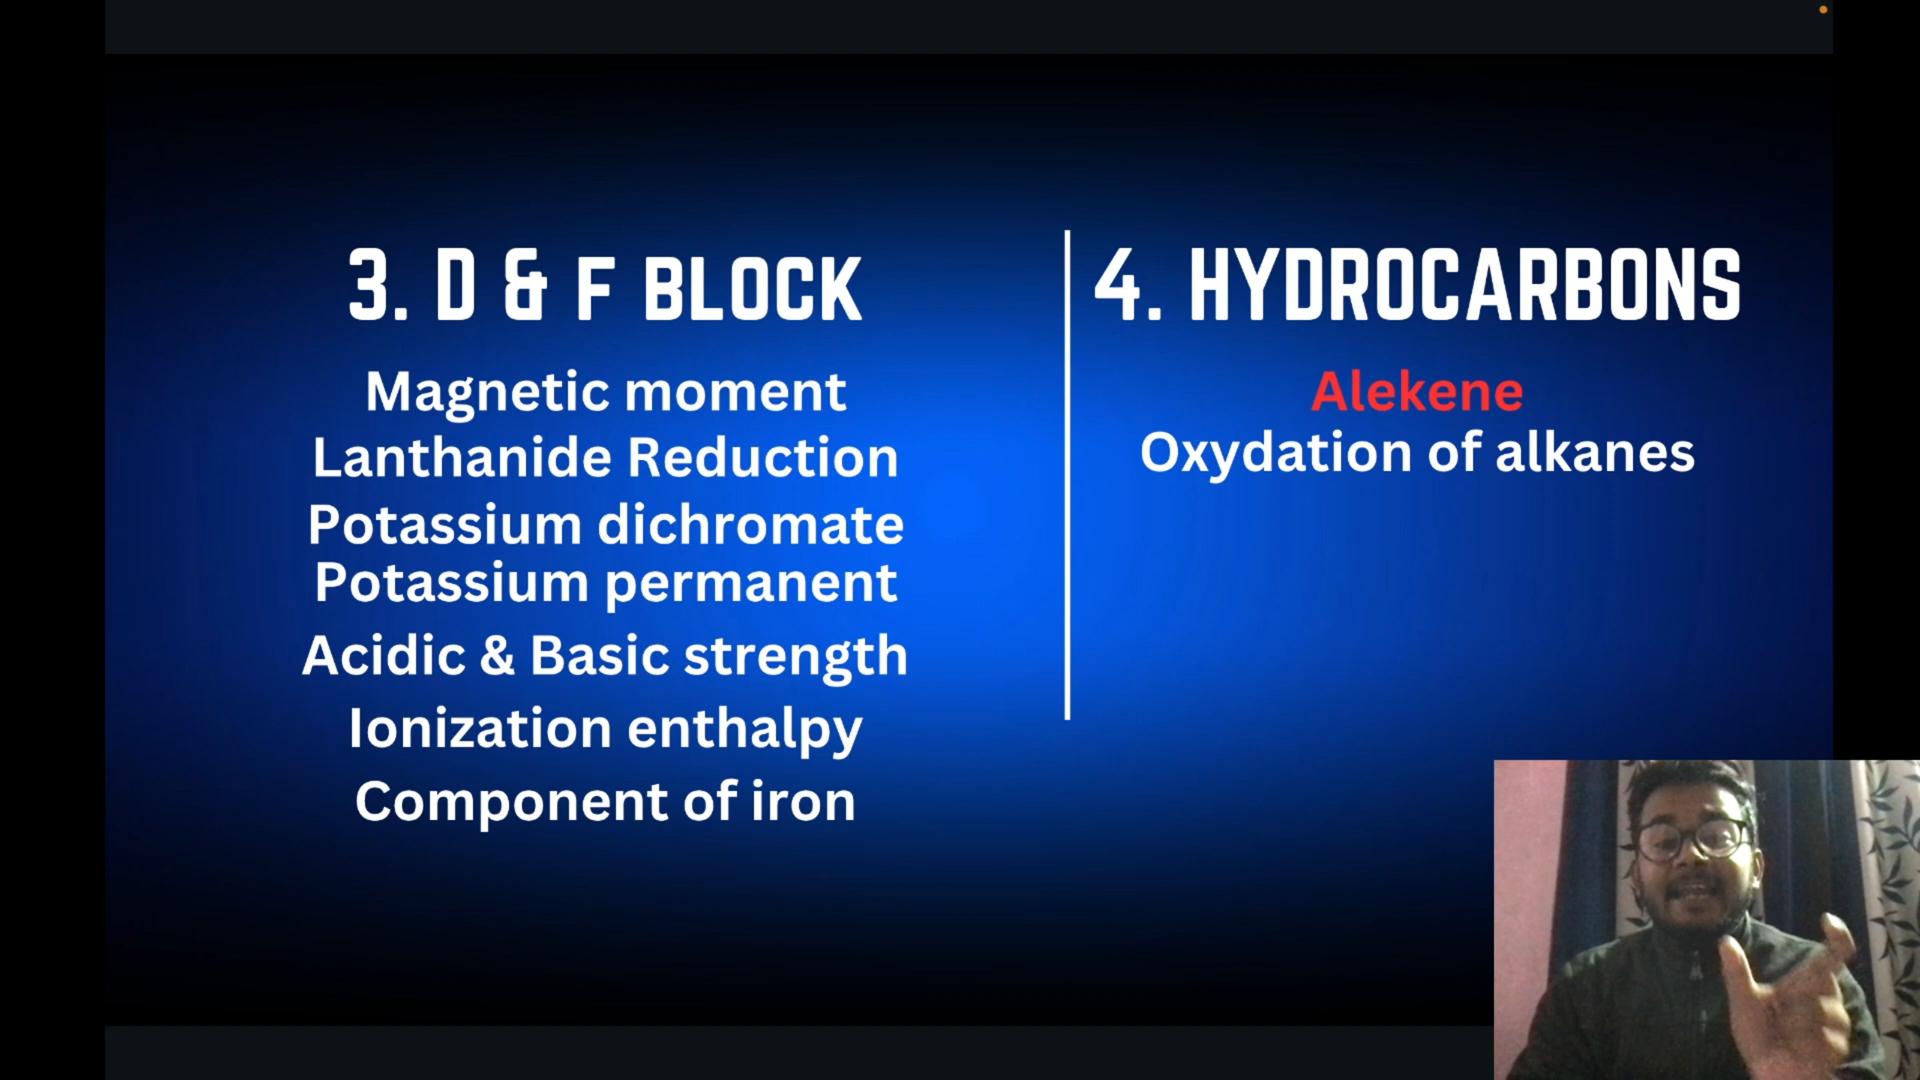 3. D & F BLOCK
Magnetic moment
Lanthanide Reduction
Potassium dichromate
Potassium permanent
Acidic & Basic strength
Ionization enthalpy
Component of iron
4. HYDROCARBONS
Alekene
Oxydation of alkanes